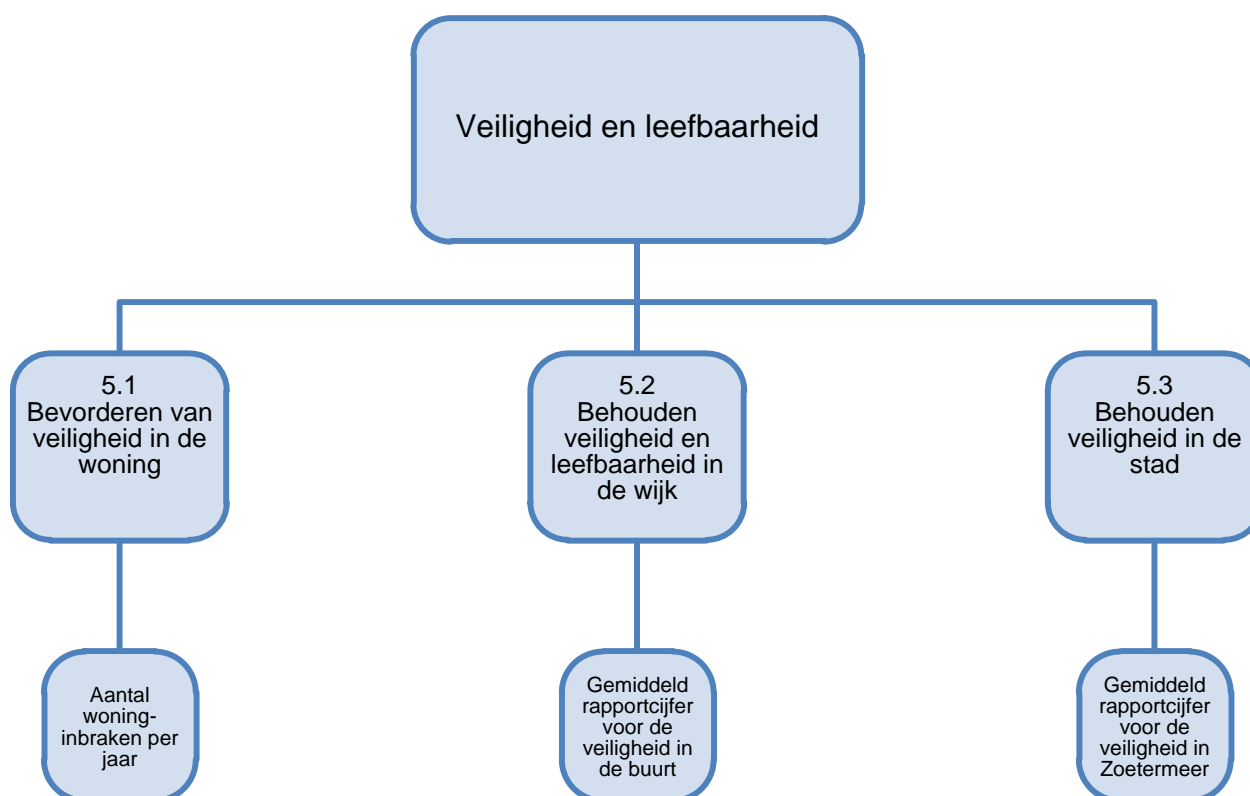 Veiligheid en leefbaarheid
5.1
Bevorderen van
veiligheid in de
woning
5.2
Behouden
veiligheid en
leefbaarheid in
de wijk
5.3
Behouden
veiligheid in de
stad
Aantal
woning-
inbraken per
jaar
Gemiddeld
rapportcijfer
voor de
veiligheid in
de buurt
Gemiddeld
rapportcijfer
voor de
veiligheid in
Zoetermeer